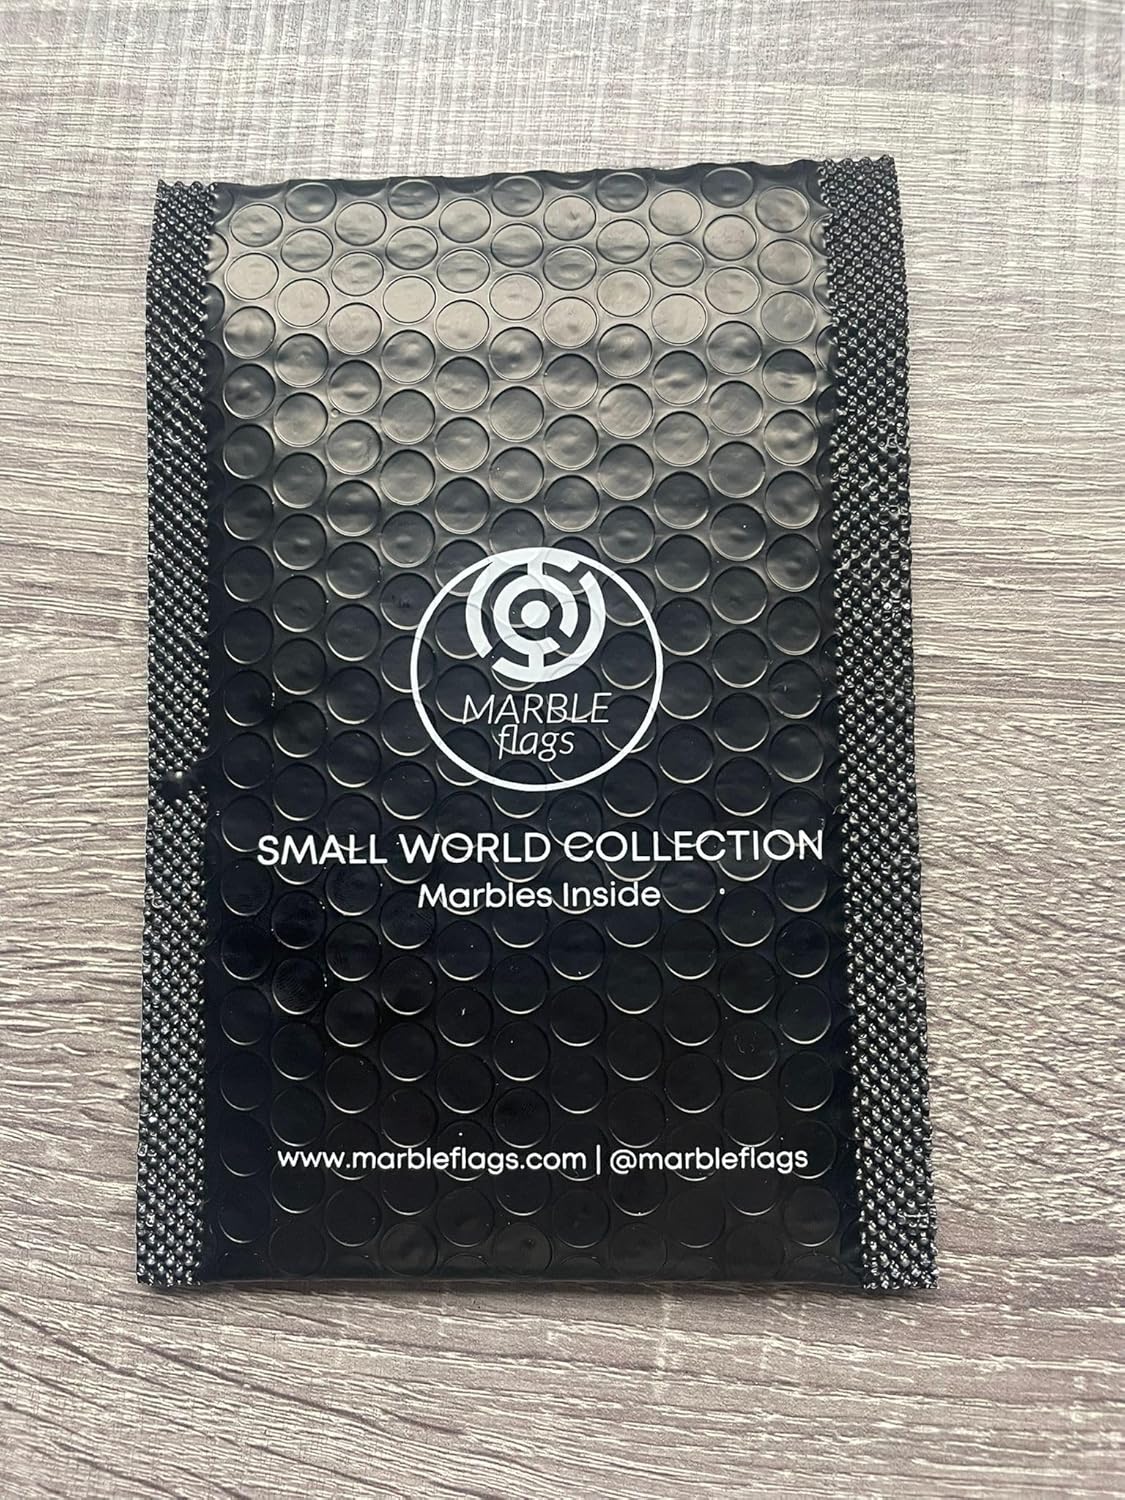 MARBLE
flags
SMALL WORLD COLLECTION
Marbles Inside
www.marbleflags.com | @marbleflags